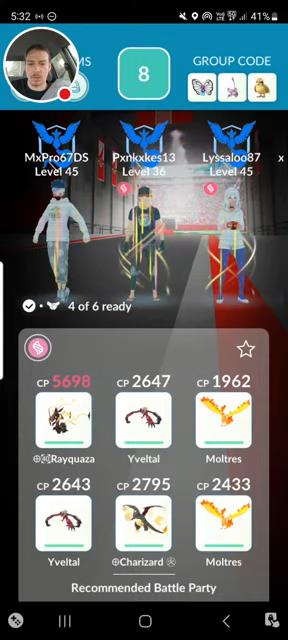 5:32
41%
MS
8
GROUP CODE
MxPro67DS
Level 45
Pxnkxkes13
Level 36
Lyssaloo87
Level 45
x
4 of 6 ready
CP 5698
CP 2647
CP 1962
Rayquaza
Yveltal
Moltres
CP 2643
CP 2795
CP 2433
Yveltal
Charizard
Moltres
Recommended Battle Party